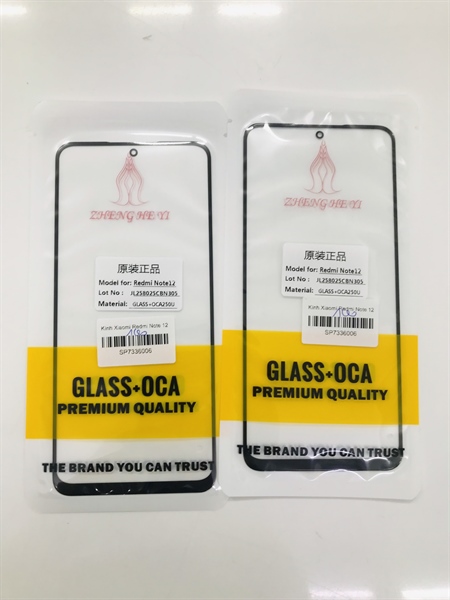 ZHENG HE YI
原装正品
Model for: Redmi Note12
Lot No : JL258025CBN305
Material: GLASS+OCA250U
Kinh Xiaomi Redmi Note 12
SP7336006
GLASS+OCA
PREMIUM QUALITY
THE BRAND YOU CAN TRUST
ZHENG HE YI
原装正品
Model for: Redmi Note12
Lot No : JL258025CBN305
Material: GLASS+OCA250U
Kinh Xiaomi Redmi Note 12
SP7336006
GLASS+OCA
PREMIUM QUALITY
THE BRAND YOU CAN TRUST